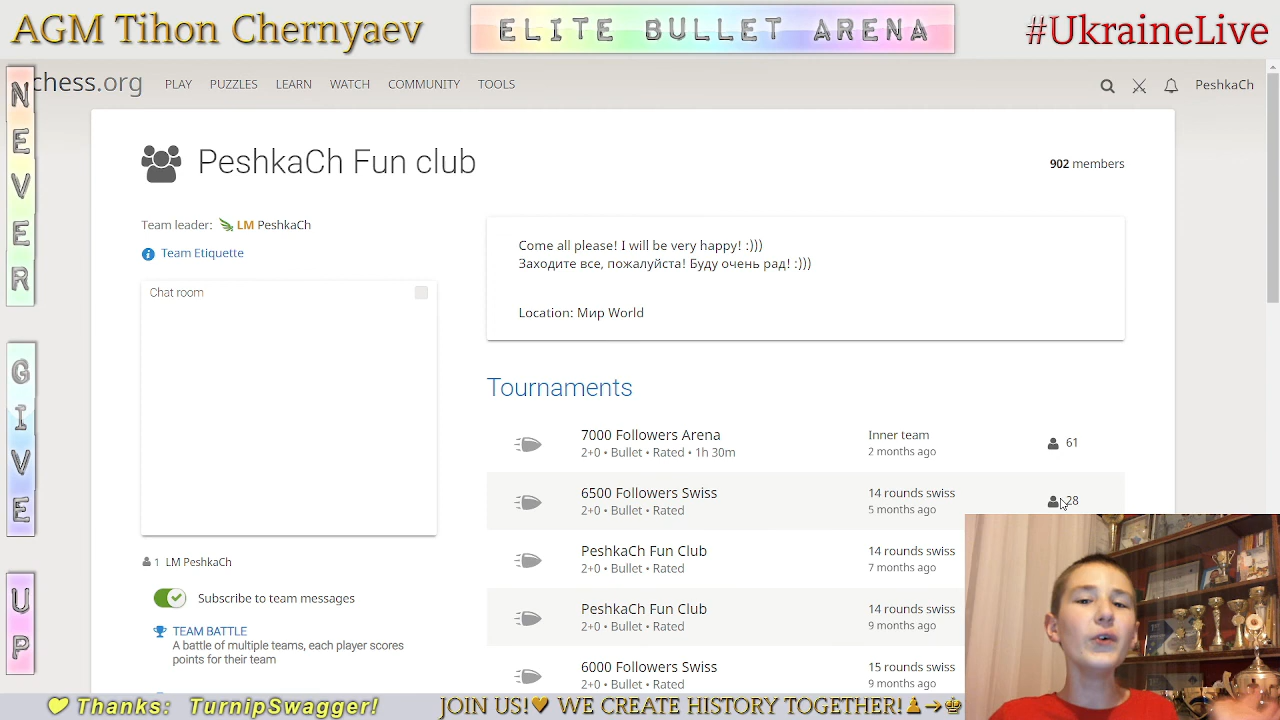 AGM Tihon Chernyaev
ELITE BULLET ARENA
#UkraineLive
NEVER
GIVE
UP
chess.org
PLAY
PUZZLES
LEARN
WATCH
COMMUNITY
TOOLS
PeshkaCh
PeshkaCh Fun club
902 members
Team leader: LM PeshkaCh
Team Etiquette
Chat room
1 LM PeshkaCh
Subscribe to team messages
TEAM BATTLE
A battle of multiple teams, each player scores
points for their team
Come all please! I will be very happy! :)))
Заходите все, пожалуйста! Буду очень рад! :)))
Location: Мир World
Tournaments
7000 Followers Arena
2+0 • Bullet • Rated • 1h 30m
Inner team
2 months ago
61
6500 Followers Swiss
2+0 • Bullet • Rated
14 rounds swiss
5 months ago
28
PeshkaCh Fun Club
2+0 • Bullet • Rated
14 rounds swiss
7 months ago
PeshkaCh Fun Club
2+0 • Bullet • Rated
14 rounds swiss
9 months ago
6000 Followers Swiss
2+0 • Bullet • Rated
15 rounds swiss
9 months ago
Thanks: TurnipSwagger!
JOIN US! WE CREATE HISTORY TOGETHER!